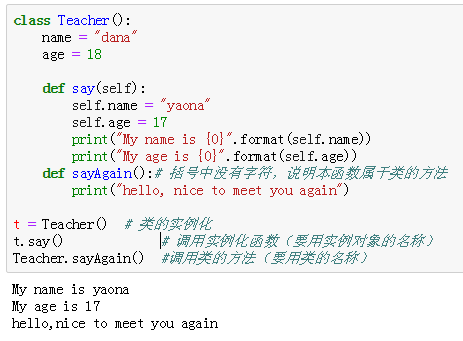 class Teacher():
    name = "dana"
    age = 18

    def say(self):
        self.name = "yaona"
        self.age = 17
        print("My name is {0}".format(self.name))
        print("My age is {0}".format(self.age))
    def sayAgain():# 括号中没有字符，说明本函数属于类的方法
        print("hello, nice to meet you again")

t = Teacher()  # 类的实例化
t.say()             # 调用实例化函数（要用实例对象的名称）
Teacher.sayAgain()  #调用类的方法（要用类的名称）
My name is yaona
My age is 17
hello,nice to meet you again